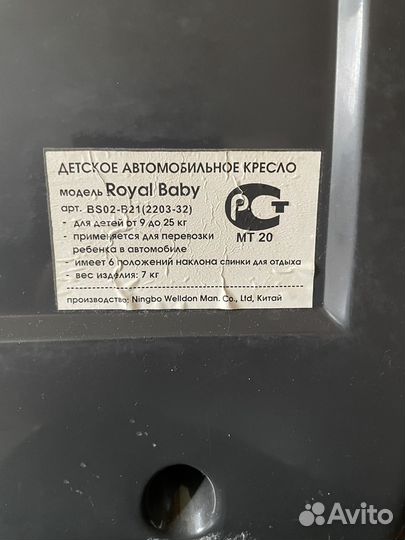 ДЕТСКОЕ АВТОМОБИЛЬНОЕ КРЕСЛО
модель Royal Baby
арт. BS02-B21(2203-32)
- для детей от 9 до 25 кг
- применяется для перевозки
ребенка в автомобиле
- имеет 6 положений наклона спинки для отдыха
- вес изделия: 7 кг
РСТ
МТ 20
производство: Ningbo Welldon Man. Co., Ltd, Китай
Avito